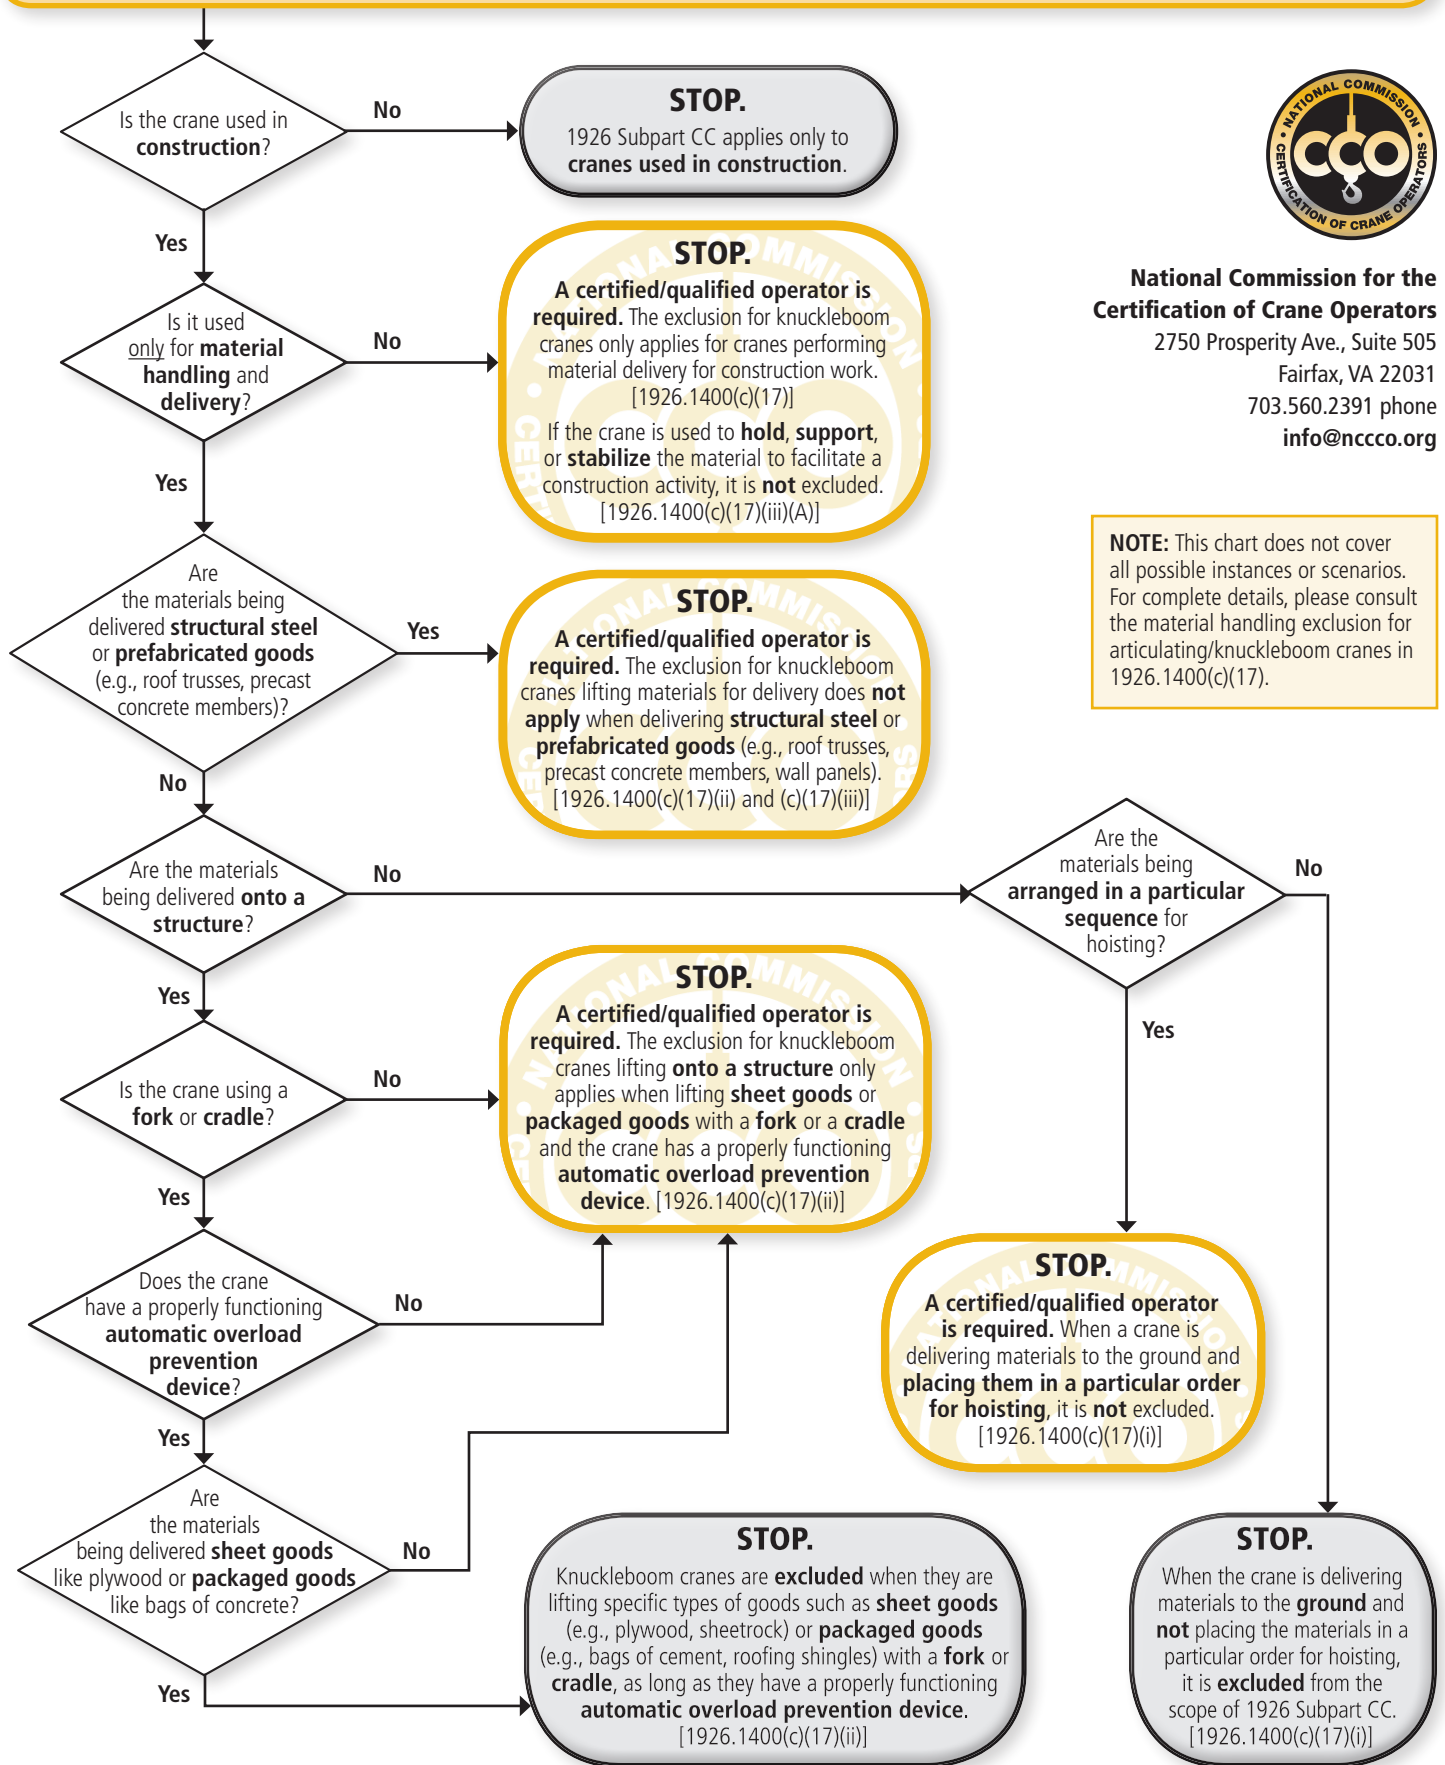 Is the crane used in
construction?
No
STOP.
1926 Subpart CC applies only to
cranes used in construction.
NATIONAL COMMISSION
CERTIFICATION OF CRANE OPERATORS
cco
National Commission for the
Certification of Crane Operators
2750 Prosperity Ave., Suite 505
Fairfax, VA 22031
703.560.2391 phone
info@nccco.org
Yes
Is it used
only for material
handling and
delivery?
No
STOP.
A certified/qualified operator is
required. The exclusion for knuckleboom
cranes only applies for cranes performing
material delivery for construction work.
[1926.1400(c)(17)]
If the crane is used to hold, support,
or stabilize the material to facilitate a
construction activity, it is not excluded.
[1926.1400(c)(17)(iii)(A)]
NOTE: This chart does not cover
all possible instances or scenarios.
For complete details, please consult
the material handling exclusion for
articulating/knuckleboom cranes in
1926.1400(c)(17).
Yes
Are
the materials being
delivered structural steel
or prefabricated goods
(e.g., roof trusses, precast
concrete members)?
Yes
STOP.
A certified/qualified operator is
required. The exclusion for knuckleboom
cranes lifting materials for delivery does not
apply when delivering structural steel or
prefabricated goods (e.g., roof trusses,
precast concrete members, wall panels).
[1926.1400(c)(17)(ii) and (c)(17)(iii)]
No
Are the materials
being delivered onto a
structure?
No
Are the
materials being
arranged in a particular
sequence for
hoisting?
No
Yes
Yes
Is the crane using a
fork or cradle?
No
STOP.
A certified/qualified operator is
required. The exclusion for knuckleboom
cranes lifting onto a structure only
applies when lifting sheet goods or
packaged goods with a fork or a cradle
and the crane has a properly functioning
automatic overload prevention
device. [1926.1400(c)(17)(ii)]
Yes
Does the crane
have a properly functioning
automatic overload
prevention
device?
No
STOP.
A certified/qualified operator
is required. When a crane is
delivering materials to the ground and
placing them in a particular order
for hoisting, it is not excluded.
[1926.1400(c)(17)(i)]
Yes
Are
the materials
being delivered sheet goods
like plywood or packaged goods
like bags of concrete?
No
Yes
STOP.
Knuckleboom cranes are excluded when they are
lifting specific types of goods such as sheet goods
(e.g., plywood, sheetrock) or packaged goods
(e.g., bags of cement, roofing shingles) with a fork or
cradle, as long as they have a properly functioning
automatic overload prevention device.
[1926.1400(c)(17)(ii)]
STOP.
When the crane is delivering
materials to the ground and
not placing the materials in a
particular order for hoisting,
it is excluded from the
scope of 1926 Subpart CC.
[1926.1400(c)(17)(i)]